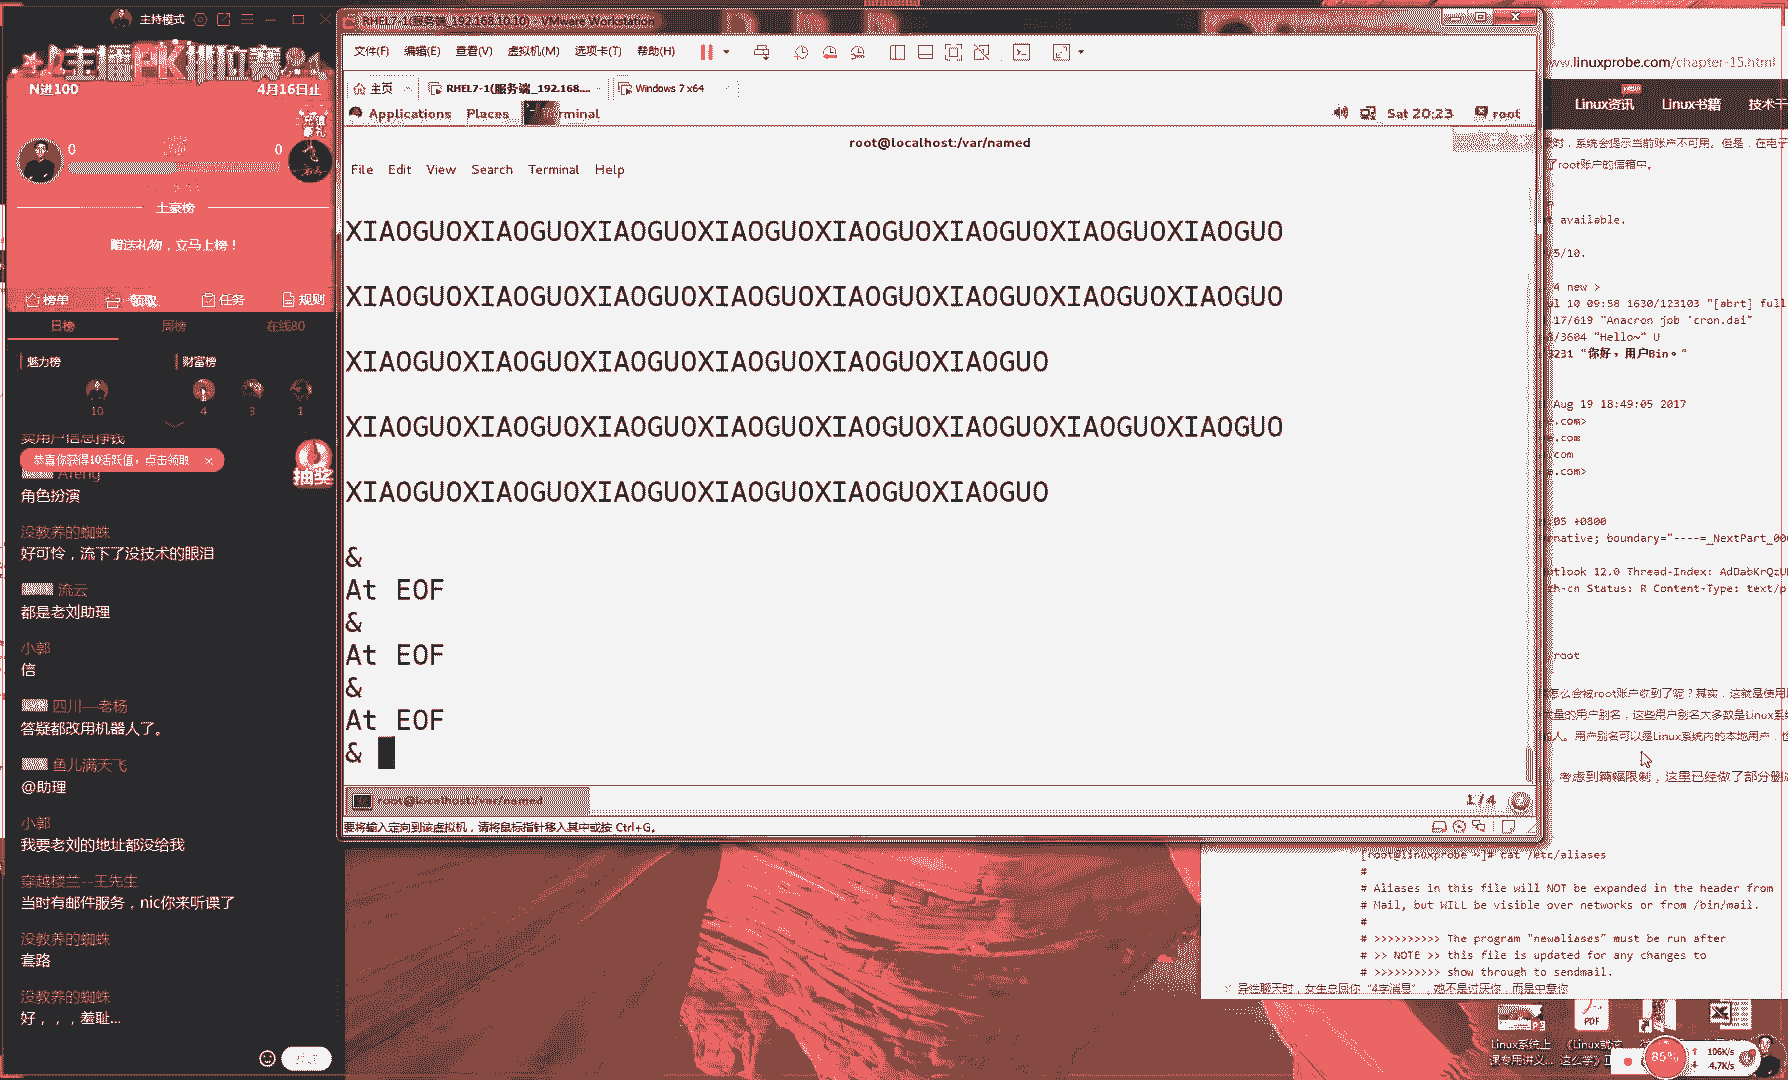 主持模式
主播PK排位赛
N进100
4月16日止
0
0
土豪榜
赠送礼物，立马上榜！
榜单
领取
任务
规则
日榜
周榜
在线80
魅力榜
财富榜
10
4
3
1
卖用户信息挣钱
恭喜你获得10活跃值，点击领取 ×
抽奖
角色扮演
没教养的蜘蛛
好可怜，流下了没技术的眼泪
流云
都是老刘助理
小郭
信
四川—老杨
答疑都改用机器人了。
鱼儿满天飞
@助理
小郭
我要老刘的地址都没给我
穿越楼兰--王先生
当时有邮件服务，nic你来听课了
没教养的蜘蛛
套路
没教养的蜘蛛
好，，，羞耻...
RHEL7-1(服务端_192.168.10.10) - VMware Workstation
文件(F) 编辑(E) 查看(V) 虚拟机(M) 选项卡(T) 帮助(H)
主页
RHEL7-1(服务端_192.168....
Windows 7 x64
Applications Places Terminal
Sat 20:23
root
root@localhost:/var/named
File Edit View Search Terminal Help
XIAOGUOXIAOGUOXIAOGUOXIAOGUOXIAOGUOXIAOGUOXIAOGUO
XIAOGUOXIAOGUOXIAOGUOXIAOGUOXIAOGUOXIAOGUOXIAOGUO
XIAOGUOXIAOGUOXIAOGUOXIAOGUOXIAOGUO
XIAOGUOXIAOGUOXIAOGUOXIAOGUOXIAOGUOXIAOGUOXIAOGUO
XIAOGUOXIAOGUOXIAOGUOXIAOGUOXIAOGUO
&
At EOF
&
At EOF
&
At EOF
&
root@localhost:/var/named
1 / 4
要将输入定向到该虚拟机，请将鼠标指针移入其中或按 Ctrl+G。
ww.linuxprobe.com/chapter-15.html
Linux资讯
Linux书籍
技术干
时，系统会提示当前账户不可用。但是，在电子
了root账户的信箱中。
available.
5/10.
4 new >
ul 10 09:58 1630/123103 "[abrt] full
17/619 "Anacron job 'cron.dai"
/3604 "Hello~" U
3231 "你好，用户Bin。"
Aug 19 18:49:05 2017
e.com>
e.com
/com
e.com>
:05 +0800
native; boundary="----=_NextPart_00
utlook 12.0 Thread-Index: AdDabKrQzU
zh-cn Status: R Content-Type: text/p
root
怎么会被root账户收到了呢？其实，这就是使用
数量的用户别名，这些用户别名大多数是Linux系
人。用户别名可以是Linux系统内的本地用户，也
，考虑到篇幅限制，这里已经做了部分删减
[root@linuxprobe ~]# cat /etc/aliases
#
# Aliases in this file will NOT be expanded in the header from
# Mail, but WILL be visible over networks or from /bin/mail.
#
# >>>>>>>>>> The program "newaliases" must be run after
# >> NOTE >> this file is updated for any changes to
# >>>>>>>>>> show through to sendmail.
异性聊天时，女生总回你“4字消息”，她不是讨厌你，而是中意你
PDF
Linux系统上
课专用讲义...
《Linux就该
这么学》
85%
106K/s
4.7K/s